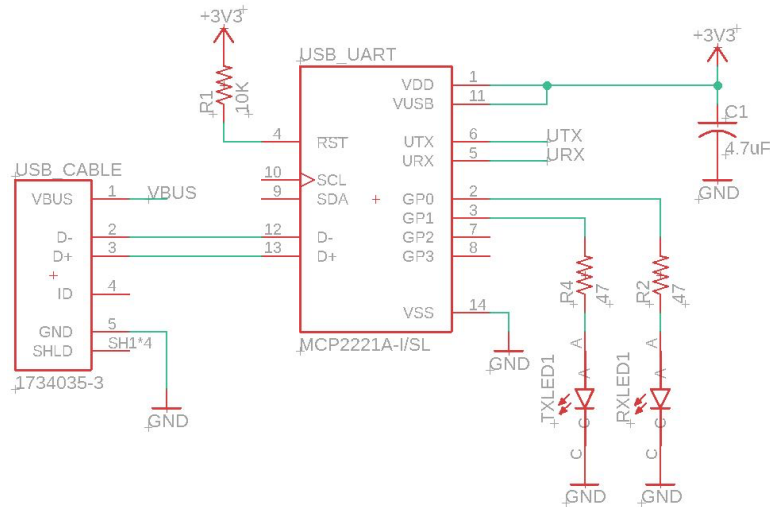 +3V3
R1
10K
USB_UART
4
RST
10
SCL
9
SDA
12
D-
13
D+
VDD
1
VUSB
11
UTX
6
UTX
URX
5
URX
GP0
2
GP1
3
GP2
7
GP3
8
VSS
14
GND
MCP2221A-I/SL
+3V3
C1
4.7uF
GND
USB_CABLE
VBUS
1
VBUS
D-
2
D+
3
ID
4
GND
5
SHLD
SH1*4
1734035-3
GND
R4
47
R2
47
A
A
TXLED1
C
C
GND
A
A
RXLED1
C
C
GND